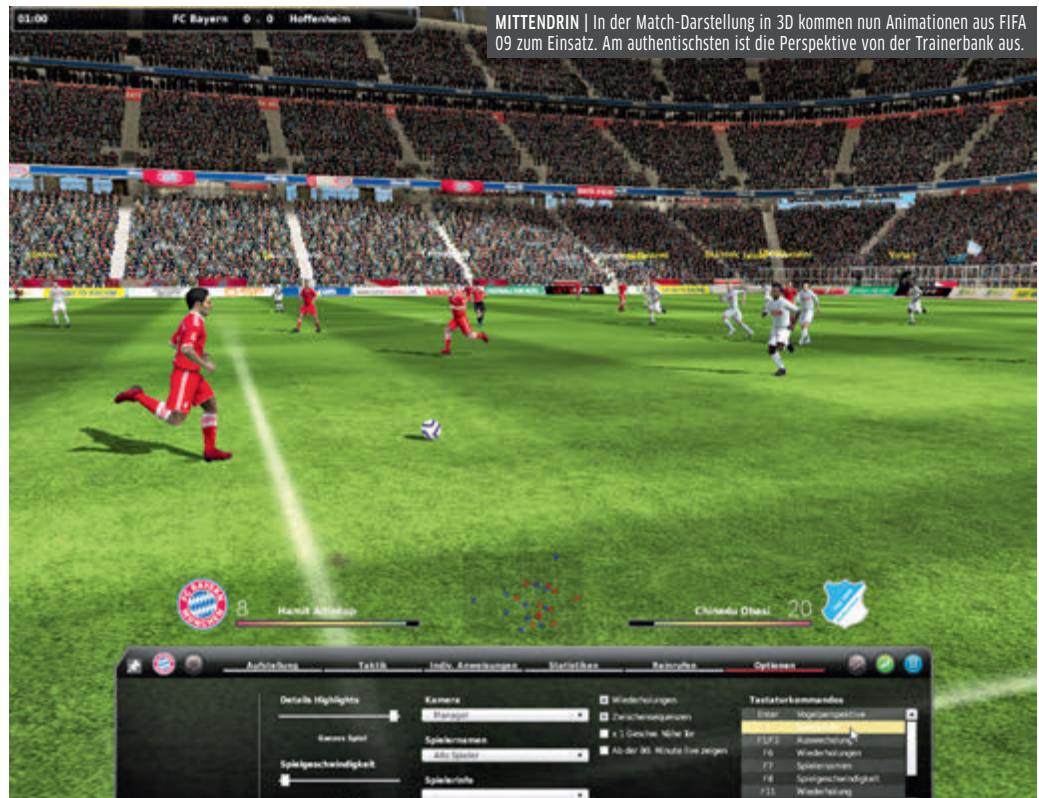 01:00 FC Bayern 0 . 0 Hoffenheim
MITTENDRIN | In der Match-Darstellung in 3D kommen nun Animationen aus FIFA
09 zum Einsatz. Am authentischsten ist die Perspektive von der Trainerbank aus.
8 Hamit Altintop
Chinedu Obasi 20
Aufstellung Taktik Indiv. Anweisungen Statistiken Reinrufen Optionen
Details Highlights
Ganzes Spiel
Spielgeschwindigkeit
Kamera
Manager
Spielernamen
Alle Spieler
Spielerinfo
Wiederholungen
Zwischensequenzen
Ab der 80. Minute live zeigen
Tastaturkommandos
Enter Vogelperspektive
Auswechslung
F6 Wiederholungen
F7 Spielernamen
F8 Spielgeschwindigkeit
F11 Wiederholung